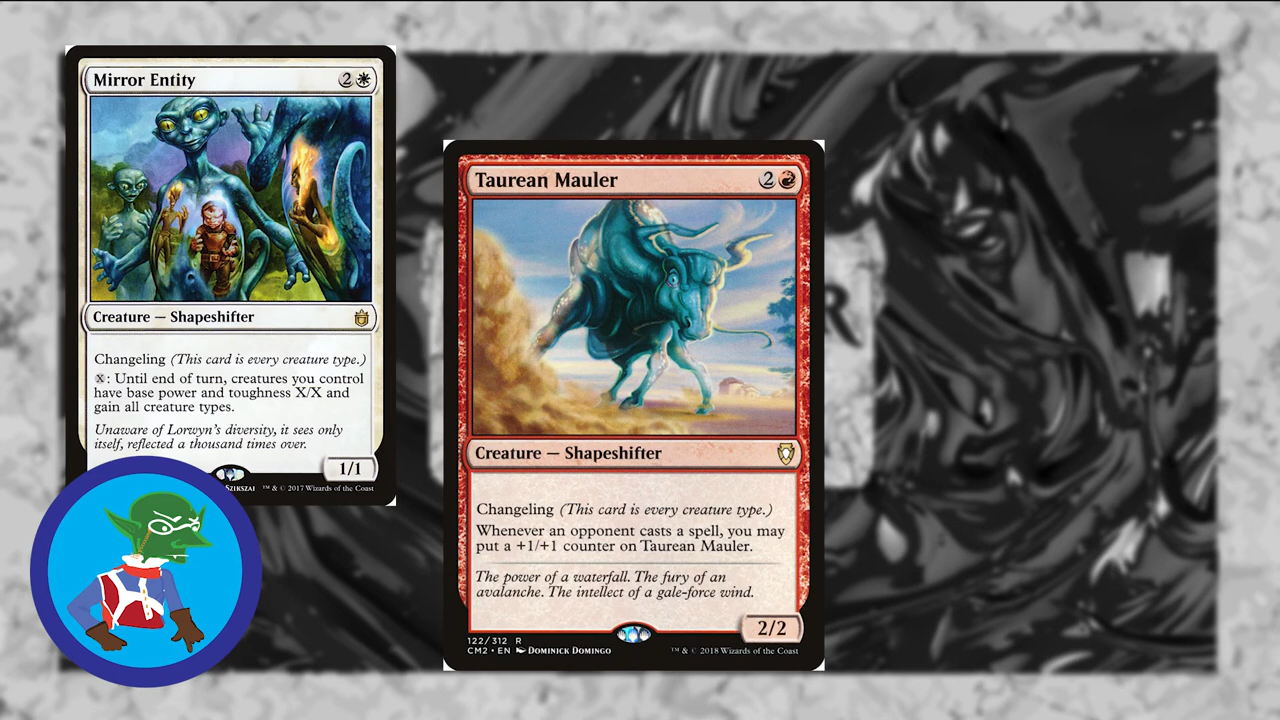 Mirror Entity 2
Creature — Shapeshifter
Changeling (This card is every creature type.)
X: Until end of turn, creatures you control
have base power and toughness X/X and
gain all creature types.
Unaware of Lorwyn's diversity, it sees only
itself, reflected a thousand times over.
1/1
SZIKSZAI ™ & © 2017 Wizards of the Coast
Taurean Mauler 2
Creature — Shapeshifter
Changeling (This card is every creature type.)
Whenever an opponent casts a spell, you may
put a +1/+1 counter on Taurean Mauler.
The power of a waterfall. The fury of an
avalanche. The intellect of a gale-force wind.
2/2
122/312 R
CM2 • EN DOMINICK DOMINGO ™ & © 2018 Wizards of the Coast
R